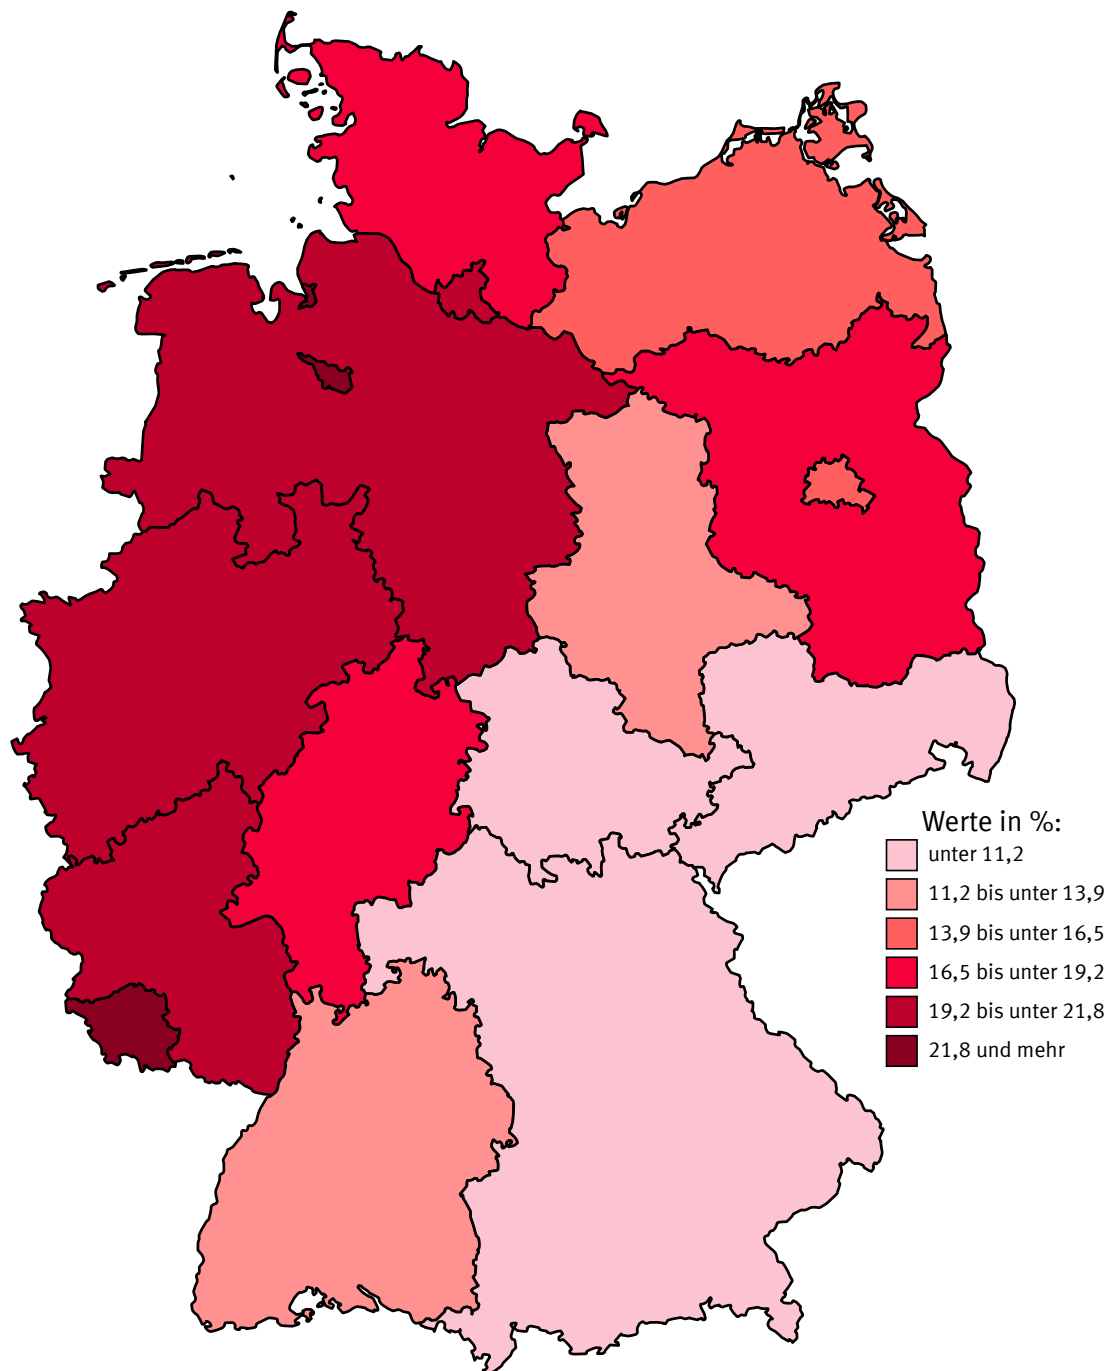 Werte in %:
unter 11,2
11,2 bis unter 13,9
13,9 bis unter 16,5
16,5 bis unter 19,2
19,2 bis unter 21,8
21,8 und mehr